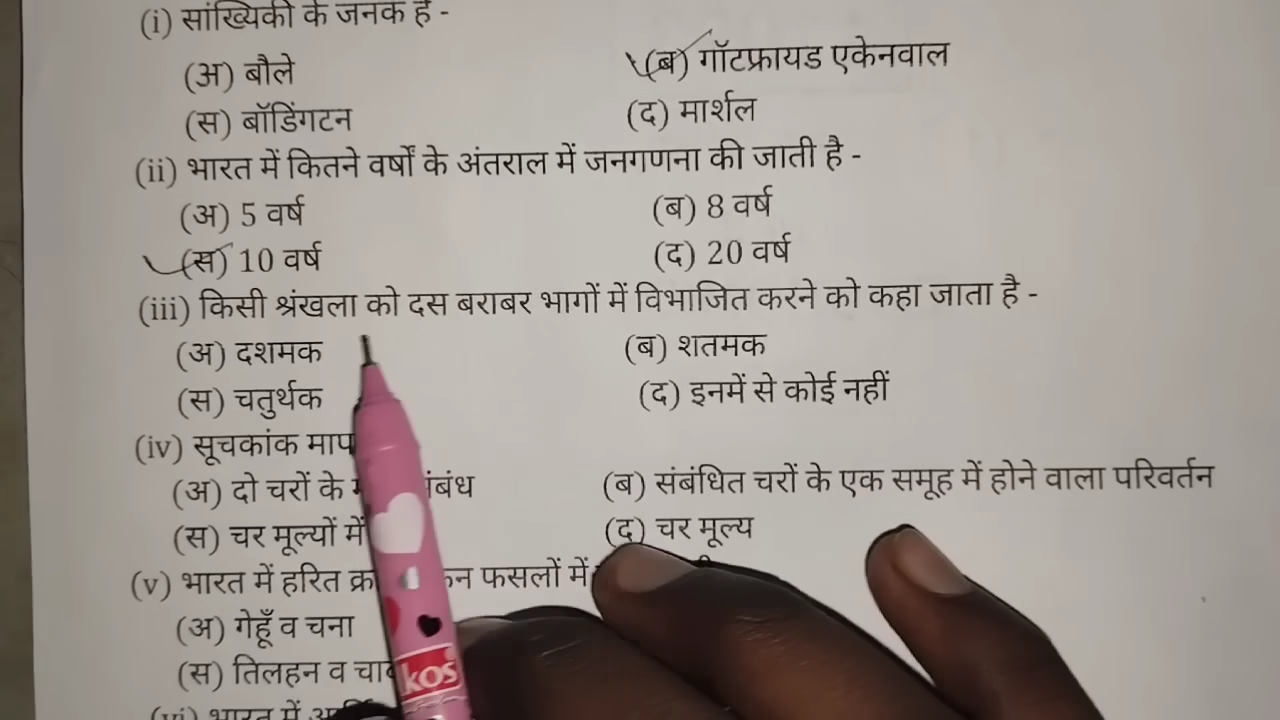 (i) सांख्यिकी के जनक है -
(अ) बौले (ब) गॉटफ्रायड एकेनवाल
(स) बॉडिंगटन (द) मार्शल
(ii) भारत में कितने वर्षों के अंतराल में जनगणना की जाती है -
(अ) 5 वर्ष (ब) 8 वर्ष
(स) 10 वर्ष (द) 20 वर्ष
(iii) किसी श्रंखला को दस बराबर भागों में विभाजित करने को कहा जाता है -
(अ) दशमक (ब) शतमक
(स) चतुर्थक (द) इनमें से कोई नहीं
(iv) सूचकांक
(अ) दो चरों के (ब) संबंधित चरों के एक समूह में होने वाला परिवर्तन
(स) चर मूल्यों में (द) चर मूल्य
(v) भारत में हरित फसलों में
(अ) गेहूँ व चना
(स) तिलहन व
kos
भारत में